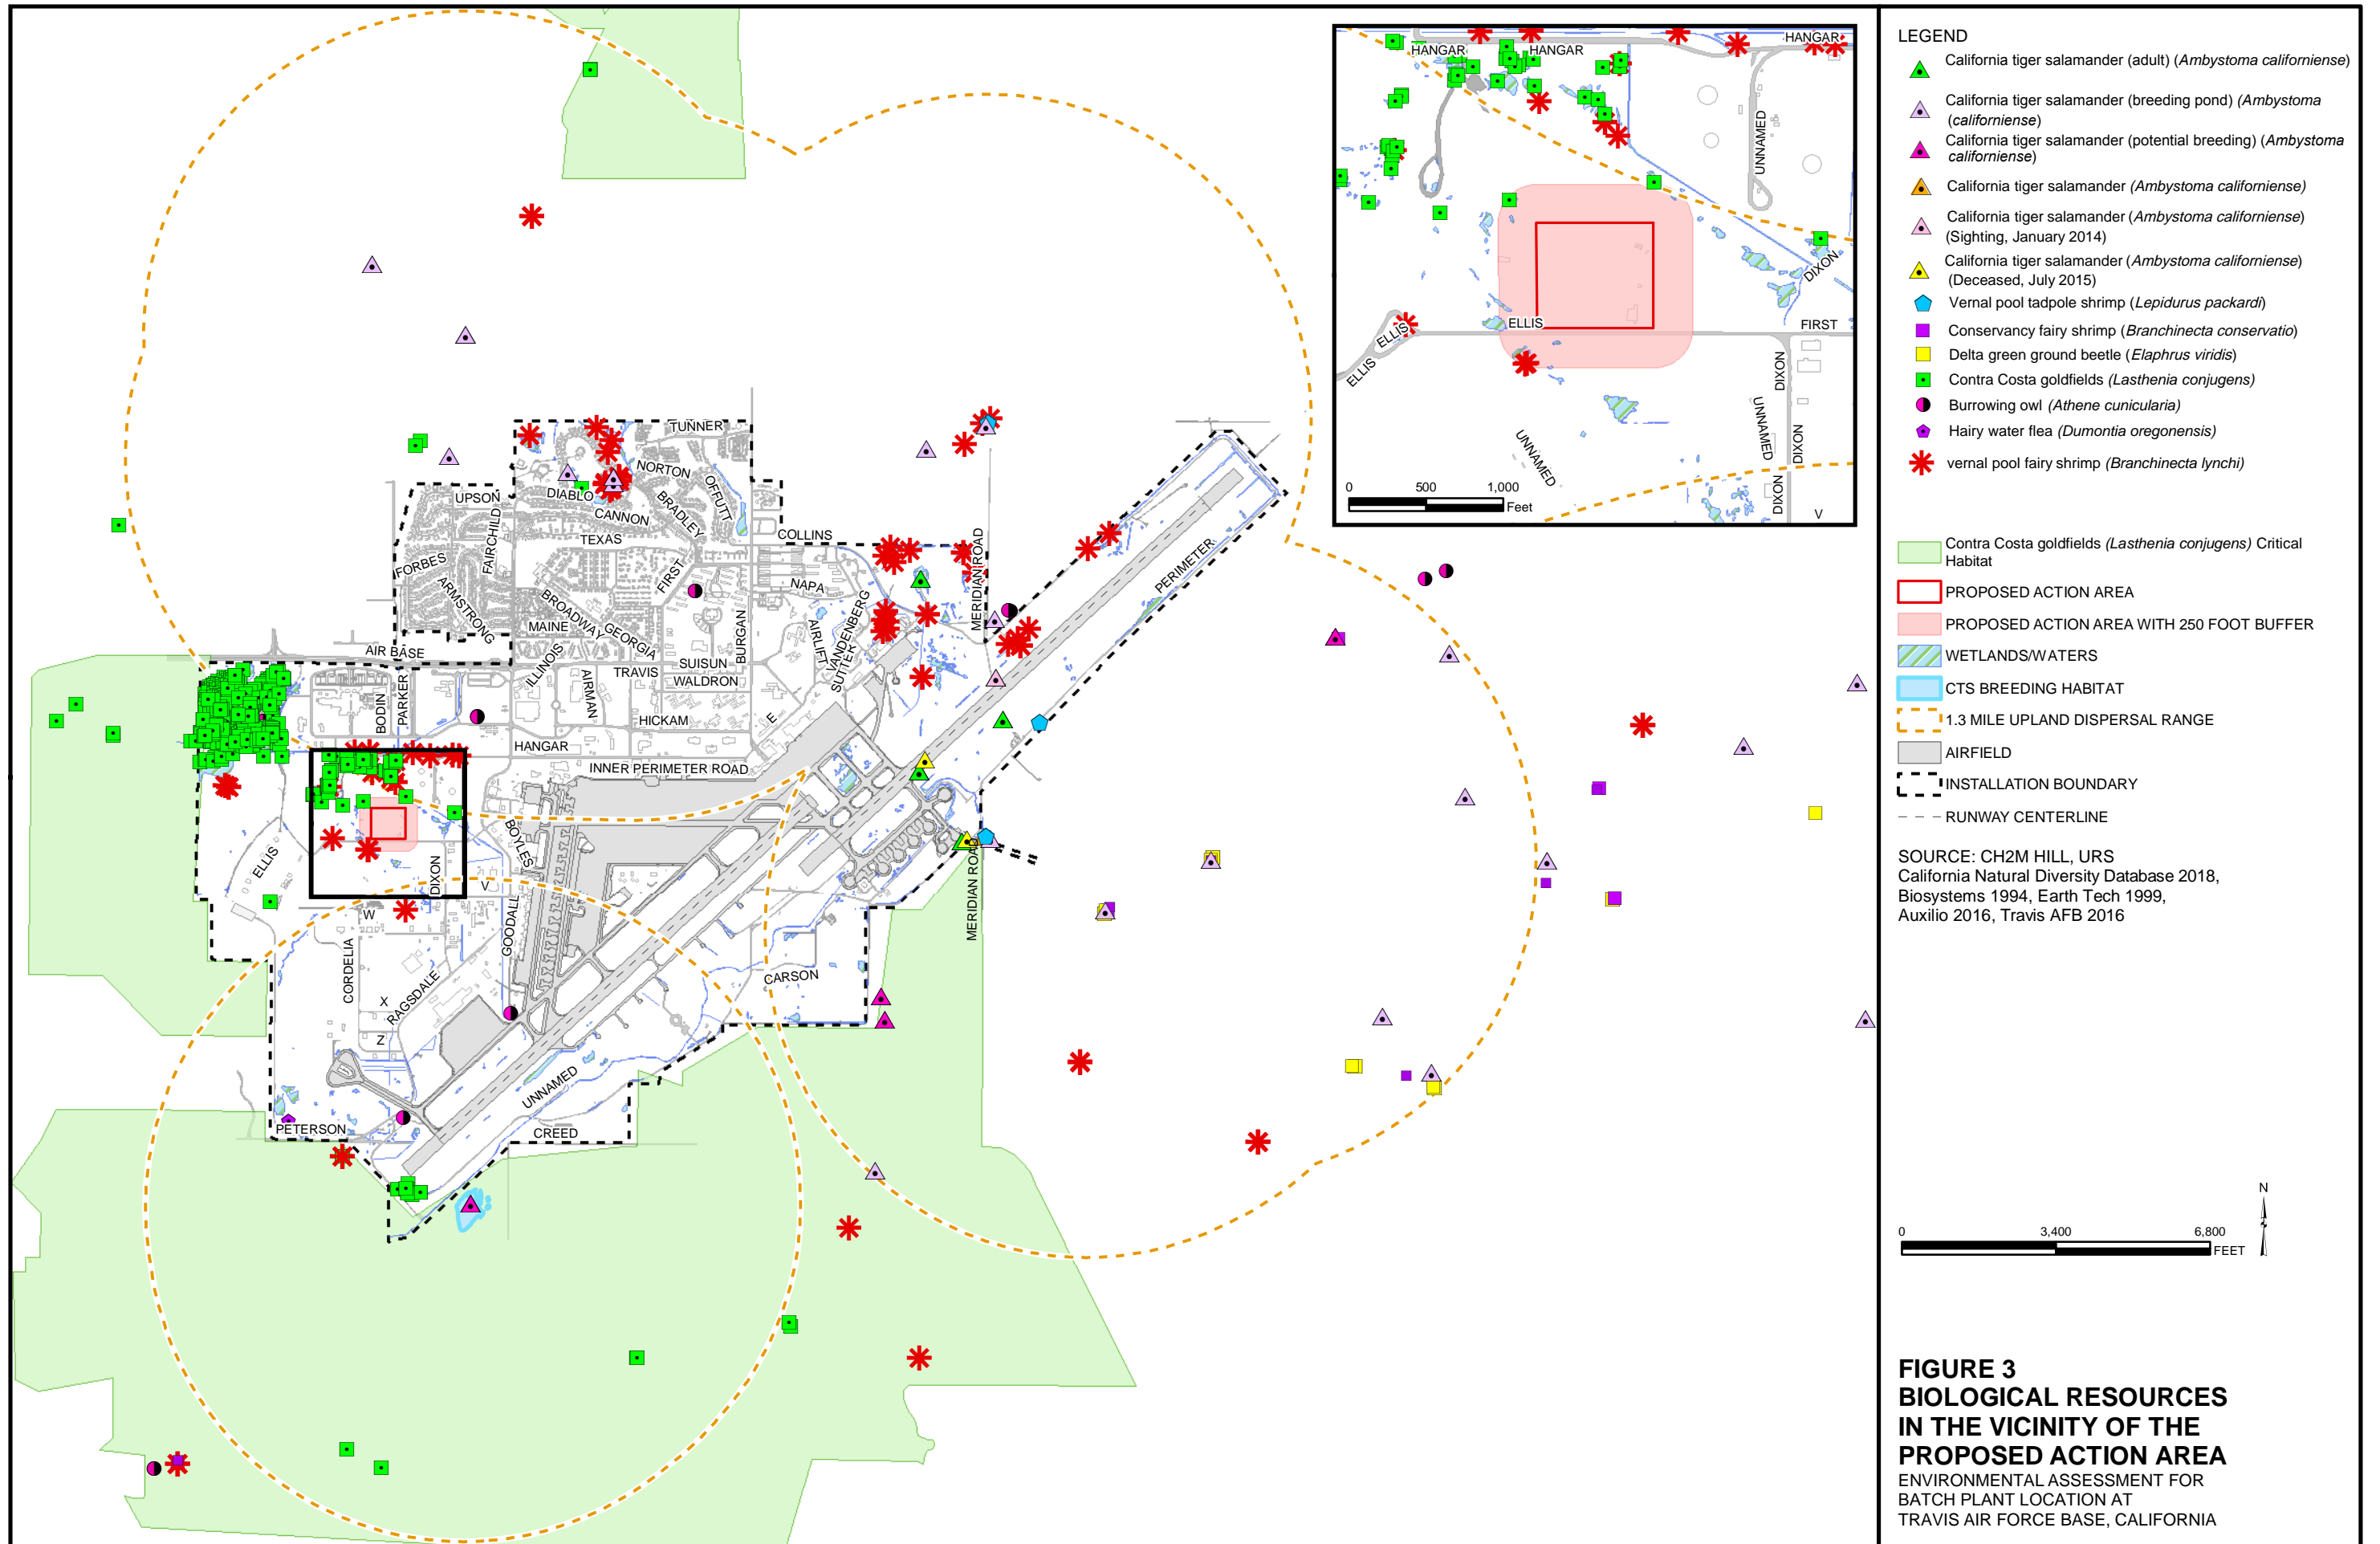 HANGAR
HANGAR
HANGAR
UNNAMED
DIXON
ELLIS
ELLIS
ELLIS
FIRST
DIXON
UNNAMED
DIXON
UNNAMED
DIXON
V
0 500 1,000
Feet
TUNNER
NORTON
OFFUTT
UPSON
DIABLO
BRADLEY
CANNON
FAIRCHILD
TEXAS
COLLINS
FORBES
ARMSTRONG
FIRST
NAPA
MERIDIAN ROAD
PERIMETER
BROADWAY
MAINE
GEORGIA
BURGAN
AIRLIFT
VANDENBERG
SUTTER
AIR BASE
ILLINOIS
SUISUN
TRAVIS
WALDRON
AIRMAN
BODIN
PARKER
HICKAM
E
HANGAR
INNER PERIMETER ROAD
BOYLES
ELLIS
DIXON
V
W
GOODALL
MERIDIAN ROAD
CORDELIA
CARSON
X
RAGSDALE
Z
UNNAMED
PETERSON
CREED
LEGEND
California tiger salamander (adult) (Ambystoma californiense)
California tiger salamander (breeding pond) (Ambystoma
(californiense)
California tiger salamander (potential breeding) (Ambystoma
californiense)
California tiger salamander (Ambystoma californiense)
California tiger salamander (Ambystoma californiense)
(Sighting, January 2014)
California tiger salamander (Ambystoma californiense)
(Deceased, July 2015)
Vernal pool tadpole shrimp (Lepidurus packardi)
Conservancy fairy shrimp (Branchinecta conservatio)
Delta green ground beetle (Elaphrus viridis)
Contra Costa goldfields (Lasthenia conjugens)
Burrowing owl (Athene cunicularia)
Hairy water flea (Dumontia oregonensis)
vernal pool fairy shrimp (Branchinecta lynchi)
Contra Costa goldfields (Lasthenia conjugens) Critical
Habitat
PROPOSED ACTION AREA
PROPOSED ACTION AREA WITH 250 FOOT BUFFER
WETLANDS/WATERS
CTS BREEDING HABITAT
1.3 MILE UPLAND DISPERSAL RANGE
AIRFIELD
INSTALLATION BOUNDARY
RUNWAY CENTERLINE
SOURCE: CH2M HILL, URS
California Natural Diversity Database 2018,
Biosystems 1994, Earth Tech 1999,
Auxilio 2016, Travis AFB 2016
N
0 3,400 6,800
FEET
FIGURE 3
BIOLOGICAL RESOURCES
IN THE VICINITY OF THE
PROPOSED ACTION AREA
ENVIRONMENTAL ASSESSMENT FOR
BATCH PLANT LOCATION AT
TRAVIS AIR FORCE BASE, CALIFORNIA